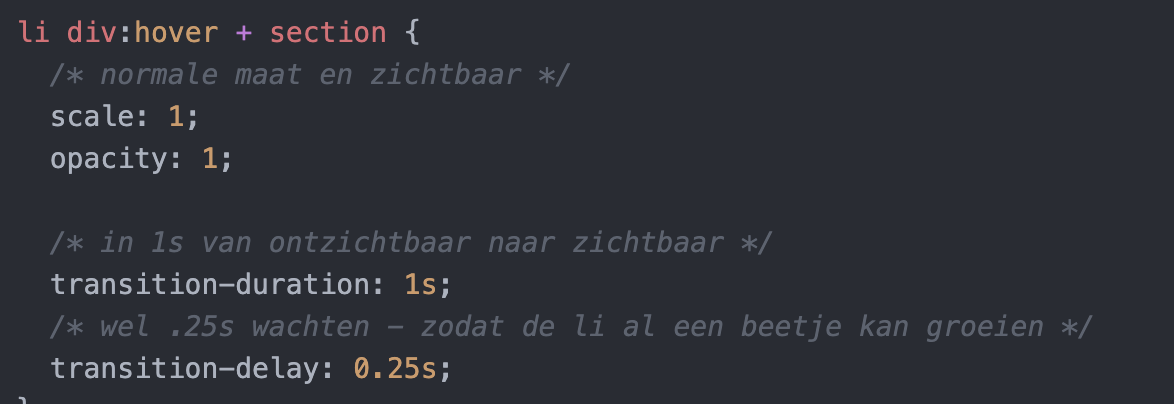 li div:hover + section {
/* normale maat en zichtbaar */
scale: 1;
opacity: 1;
/* in 1s van ontzichtbaar naar zichtbaar */
transition-duration: 1s;
/* wel .25s wachten – zodat de li al een beetje kan groeien */
transition-delay: 0.25s;
}